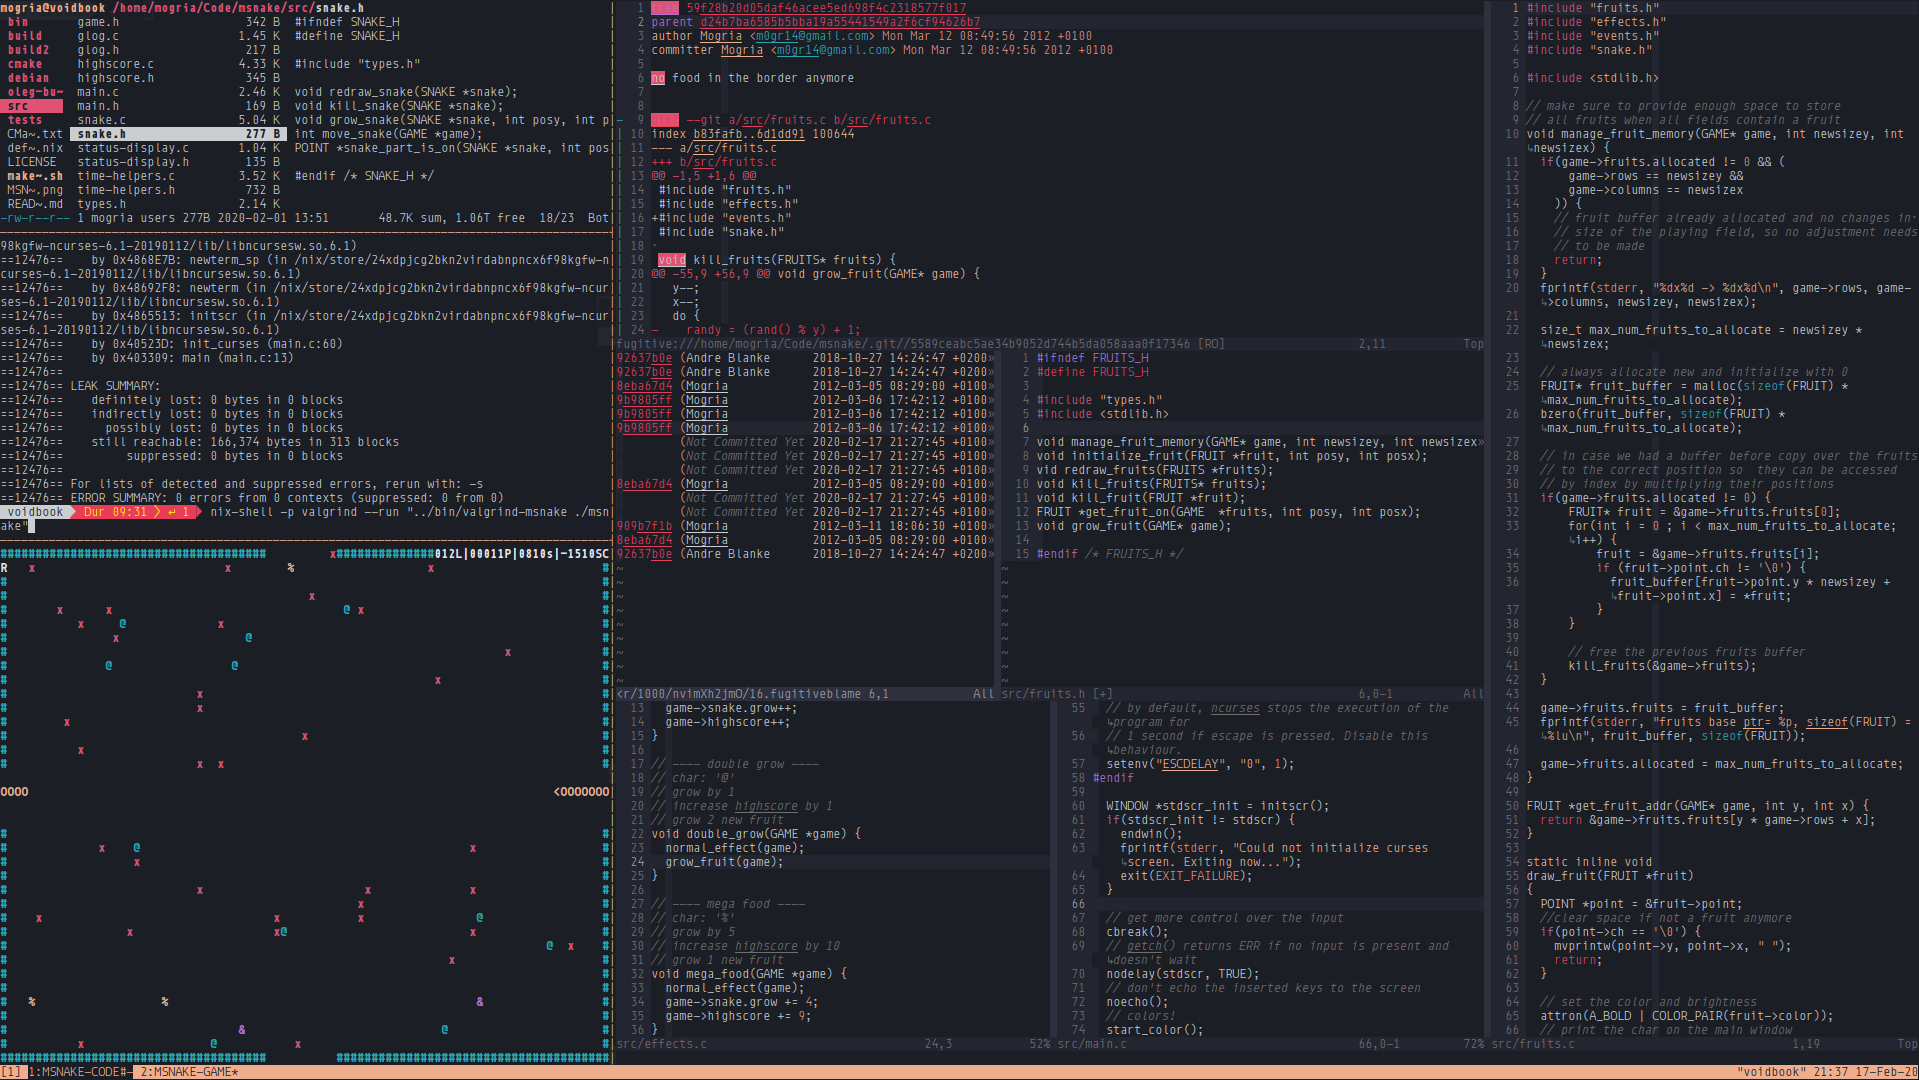 mogria@voidbook /home/mogria/Code/msnake/src/snake.h
bin game.h 342 B #ifndef SNAKE_H
build glog.c 1.45 K #define SNAKE_H
build2 glog.h 217 B
cmake highscore.c 4.33 K #include "types.h"
debian highscore.h 345 B
oleg-bu~ main.c 2.46 K void redraw_snake(SNAKE *snake);
src main.h 169 B void kill_snake(SNAKE *snake);
tests snake.c 5.04 K void grow_snake(SNAKE *snake, int posy, int p
CMa~.txt snake.h 277 B int move_snake(GAME *game);
def~.nix status-display.c 1.04 K POINT *snake_part_is_on(SNAKE *snake, int pos
LICENSE status-display.h 135 B
make~.sh time-helpers.c 3.52 K #endif /* SNAKE_H */
MSN~.png time-helpers.h 732 B
READ~.md types.h 2.14 K
-rw-r--r-- 1 mogria users 277B 2020-02-01 13:51 48.7K sum, 1.06T free 18/23 Bot
98kgfw-ncurses-6.1-20190112/lib/libncursesw.so.6.1)
==12476== by 0x4868E7B: newterm_sp (in /nix/store/24xdpjcg2bkn2virdabnpncx6f98kgfw-n
curses-6.1-20190112/lib/libncursesw.so.6.1)
==12476== by 0x48692F8: newterm (in /nix/store/24xdpjcg2bkn2virdabnpncx6f98kgfw-ncur
ses-6.1-20190112/lib/libncursesw.so.6.1)
==12476== by 0x4865513: initscr (in /nix/store/24xdpjcg2bkn2virdabnpncx6f98kgfw-ncur
ses-6.1-20190112/lib/libncursesw.so.6.1)
==12476== by 0x40523D: init_curses (main.c:60)
==12476== by 0x403309: main (main.c:13)
==12476==
==12476== LEAK SUMMARY:
==12476== definitely lost: 0 bytes in 0 blocks
==12476== indirectly lost: 0 bytes in 0 blocks
==12476== possibly lost: 0 bytes in 0 blocks
==12476== still reachable: 166,374 bytes in 313 blocks
==12476== suppressed: 0 bytes in 0 blocks
==12476==
==12476== For lists of detected and suppressed errors, rerun with: -s
==12476== ERROR SUMMARY: 0 errors from 0 contexts (suppressed: 0 from 0)
voidbook Dur 09:31 ↵ 1 nix-shell -p valgrind --run "../bin/valgrind-msnake ./msn
ake"
012L|00011P|0810s|-1510SC
R x x % x
x
x x @ x
x @ x
x @
x
@ @
x
x
x
x
x
x
x x
OOOO <OOOOOOO
x @ x
x
x x x
x
x x x @
x x@ x
@ x
x
% % &
& @
x @ x
1 tree 59f28b20d05daf46acee5ed698f4c2318577f017
2 parent d24b7ba6585b5bba19a55441549a2f6cf94626b7
3 author Mogria <m0gr14@gmail.com> Mon Mar 12 08:49:56 2012 +0100
4 committer Mogria <m0gr14@gmail.com> Mon Mar 12 08:49:56 2012 +0100
5
6 no food in the border anymore
7
8
9 diff --git a/src/fruits.c b/src/fruits.c
10 index b83fafb..6d1dd91 100644
11 --- a/src/fruits.c
12 +++ b/src/fruits.c
13 @@ -1,5 +1,6 @@
14 #include "fruits.h"
15 #include "effects.h"
16 +#include "events.h"
17 #include "snake.h"
18
19 void kill_fruits(FRUITS* fruits) {
20 @@ -55,9 +56,9 @@ void grow_fruit(GAME* game) {
21 y--;
22 x--;
23 do {
24 - randy = (rand() % y) + 1;
fugitive:///home/mogria/Code/msnake/.git//5589ceabc5ae34b9052d744b5da058aaa0f17346 [RO] 2,11 Top
92637b0e (Andre Blanke 2018-10-27 14:24:47 +0200»
92637b0e (Andre Blanke 2018-10-27 14:24:47 +0200»
8eba67d4 (Mogria 2012-03-05 08:29:00 +0100»
9b9805ff (Mogria 2012-03-06 17:42:12 +0100»
9b9805ff (Mogria 2012-03-06 17:42:12 +0100»
9b9805ff (Mogria 2012-03-06 17:42:12 +0100»
(Not Committed Yet 2020-02-17 21:27:45 +0100»
(Not Committed Yet 2020-02-17 21:27:45 +0100»
(Not Committed Yet 2020-02-17 21:27:45 +0100»
8eba67d4 (Mogria 2012-03-05 08:29:00 +0100»
(Not Committed Yet 2020-02-17 21:27:45 +0100»
(Not Committed Yet 2020-02-17 21:27:45 +0100»
909b7f1b (Mogria 2012-03-11 18:06:30 +0100»
8eba67d4 (Mogria 2012-03-05 08:29:00 +0100»
92637b0e (Andre Blanke 2018-10-27 14:24:47 +0200»
<r/1000/nvimXh2jmO/16.fugitiveblame 6,1 All
1 #ifndef FRUITS_H
2 #define FRUITS_H
3
4 #include "types.h"
5 #include <stdlib.h>
6
7 void manage_fruit_memory(GAME* game, int newsizey, int newsizex»
8 void initialize_fruit(FRUIT *fruit, int posy, int posx);
9 vid redraw_fruits(FRUITS *fruits);
10 void kill_fruits(FRUITS* fruits);
11 void kill_fruit(FRUIT *fruit);
12 FRUIT *get_fruit_on(GAME *fruits, int posy, int posx);
13 void grow_fruit(GAME* game);
14
15 #endif /* FRUITS_H */
src/fruits.h [+] 6,0-1 All
13 game->snake.grow++;
14 game->highscore++;
15 }
16
17 // ---- double grow ----
18 // char: '@'
19 // grow by 1
20 // increase highscore by 1
21 // grow 2 new fruit
22 void double_grow(GAME *game) {
23 normal_effect(game);
24 grow_fruit(game);
25 }
26
27 // ---- mega food ----
28 // char: '%'
29 // grow by 5
30 // increase highscore by 10
31 // grow 1 new fruit
32 void mega_food(GAME *game) {
33 normal_effect(game);
34 game->snake.grow += 4;
35 game->highscore += 9;
36 }
src/effects.c 24,3 52%
55 // by default, ncurses stops the execution of the
↳program for
56 // 1 second if escape is pressed. Disable this
↳behaviour.
57 setenv("ESCDELAY", "0", 1);
58 #endif
59
60 WINDOW *stdscr_init = initscr();
61 if(stdscr_init != stdscr) {
62 endwin();
63 fprintf(stderr, "Could not initialize curses
↳screen. Exiting now...");
64 exit(EXIT_FAILURE);
65 }
66
67 // get more control over the input
68 cbreak();
69 // getch() returns ERR if no input is present and
↳doesn't wait
70 nodelay(stdscr, TRUE);
71 // don't echo the inserted keys to the screen
72 noecho();
73 // colors!
74 start_color();
src/main.c 66,0-1 72%
1 #include "fruits.h"
2 #include "effects.h"
3 #include "events.h"
4 #include "snake.h"
5
6 #include <stdlib.h>
7
8 // make sure to provide enough space to store
9 // all fruits when all fields contain a fruit
10 void manage_fruit_memory(GAME* game, int newsizey, int
↳newsizex) {
11 if(game->fruits.allocated != 0 && (
12 game->rows == newsizey &&
13 game->columns == newsizex
14 )) {
15 // fruit buffer already allocated and no changes in·
16 // size of the playing field, so no adjustment needs
17 // to be made
18 return;
19 }
20 fprintf(stderr, "%dx%d -> %dx%d\n", game->rows, game-
↳>columns, newsizey, newsizex);
21
22 size_t max_num_fruits_to_allocate = newsizey *
↳newsizey;
23
24 // always allocate new and initialize with 0
25 FRUIT* fruit_buffer = malloc(sizeof(FRUIT) *
↳max_num_fruits_to_allocate);
26 bzero(fruit_buffer, sizeof(FRUIT) *
↳max_num_fruits_to_allocate);
27
28 // in case we had a buffer before copy over the fruits
29 // to the correct position so they can be accessed
30 // by index by multiplying their positions
31 if(game->fruits.allocated != 0) {
32 FRUIT* fruit = &game->fruits.fruits[0];
33 for(int i = 0 ; i < max_num_fruits_to_allocate;
↳i++) {
34 fruit = &game->fruits.fruits[i];
35 if (fruit->point.ch != '\0') {
36 fruit_buffer[fruit->point.y * newsizey +
↳fruit->point.x] = *fruit;
37 }
38 }
39
40 // free the previous fruits buffer
41 kill_fruits(&game->fruits);
42 }
43
44 game->fruits.fruits = fruit_buffer;
45 fprintf(stderr, "fruits base ptr= %p, sizeof(FRUIT) =
↳%lu\n", fruit_buffer, sizeof(FRUIT));
46
47 game->fruits.allocated = max_num_fruits_to_allocate;
48 }
49
50 FRUIT *get_fruit_addr(GAME* game, int y, int x) {
51 return &game->fruits.fruits[y * game->rows + x];
52 }
53
54 static inline void
55 draw_fruit(FRUIT *fruit)
56 {
57 POINT *point = &fruit->point;
58 //clear space if not a fruit anymore
59 if(point->ch == '\0') {
60 mvprintw(point->y, point->x, " ");
61 return;
62 }
63
64 // set the color and brightness
65 attron(A_BOLD | COLOR_PAIR(fruit->color));
66 // print the char on the main window
src/fruits.c 1,19 Top
[1] 1:MSNAKE-CODE#- 2:MSNAKE-GAME* "voidbook" 21:37 17-Feb-20